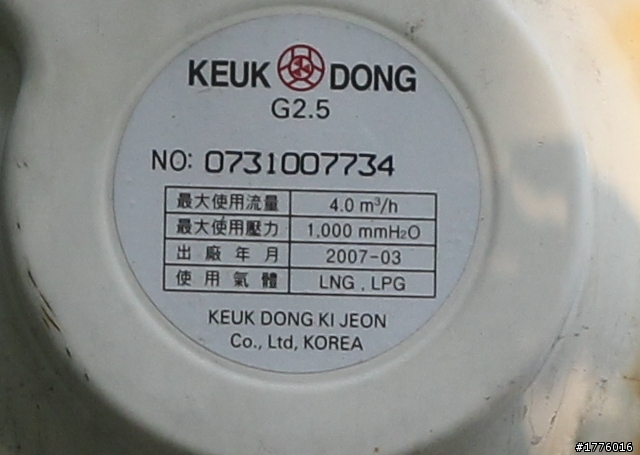 KEUK DONG
G2.5
NO: 0731007734
最大使用流量 4.0 m³/h
最大使用壓力 1,000 mmH₂O
出廠年月 2007-03
使用氣體 LNG , LPG
KEUK DONG KI JEON
Co., Ltd, KOREA
#1776016